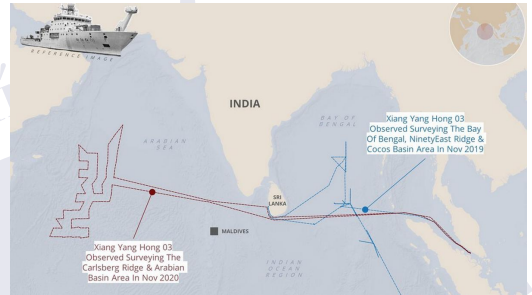 REFERENCE IMAGE
INDIA
ARABIAN
SEA
BAY OF
BENGAL
Xiang Yang Hong 03
Observed Surveying The Bay
Of Bengal, NinetyEast Ridge &
Cocos Basin Area In Nov 2019
SRI
LANKA
MALDIVES
Xiang Yang Hong 03
Observed Surveying The
Carlsberg Ridge & Arabian
Basin Area In Nov 2020
INDIAN
OCEAN
REGION